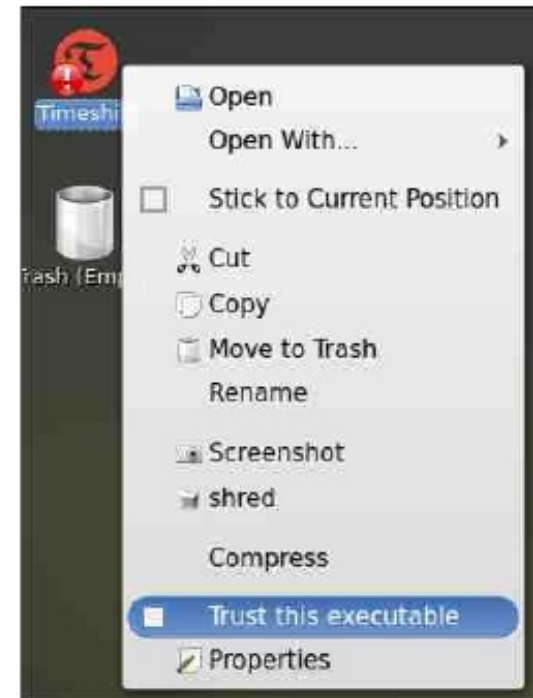 Timeshi
Open
Open With...
Stick to Current Position
Trash (Emp
Cut
Copy
Move to Trash
Rename
Screenshot
shred
Compress
Trust this executable
Properties